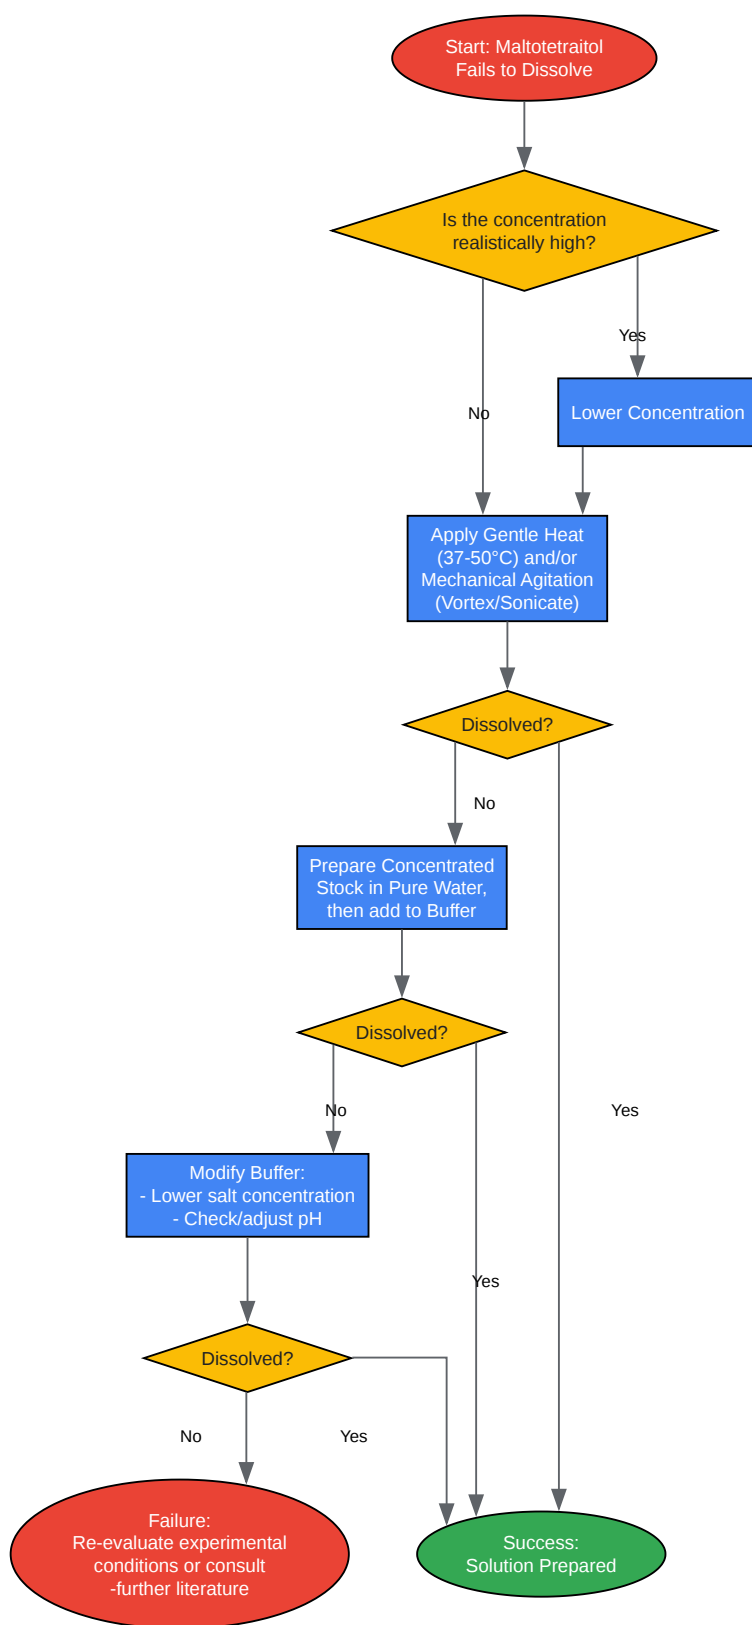 Start: Maltotetraitol
Fails to Dissolve
Is the concentration
realistically high?
Yes
No
Lower Concentration
Apply Gentle Heat
(37-50°C) and/or
Mechanical Agitation
(Vortex/Sonicate)
Dissolved?
No
Prepare Concentrated
Stock in Pure Water,
then add to Buffer
Dissolved?
No
Yes
Modify Buffer:
- Lower salt concentration
- Check/adjust pH
Yes
Dissolved?
No
Yes
Failure:
Re-evaluate experimental
conditions or consult
-further literature
Success:
Solution Prepared